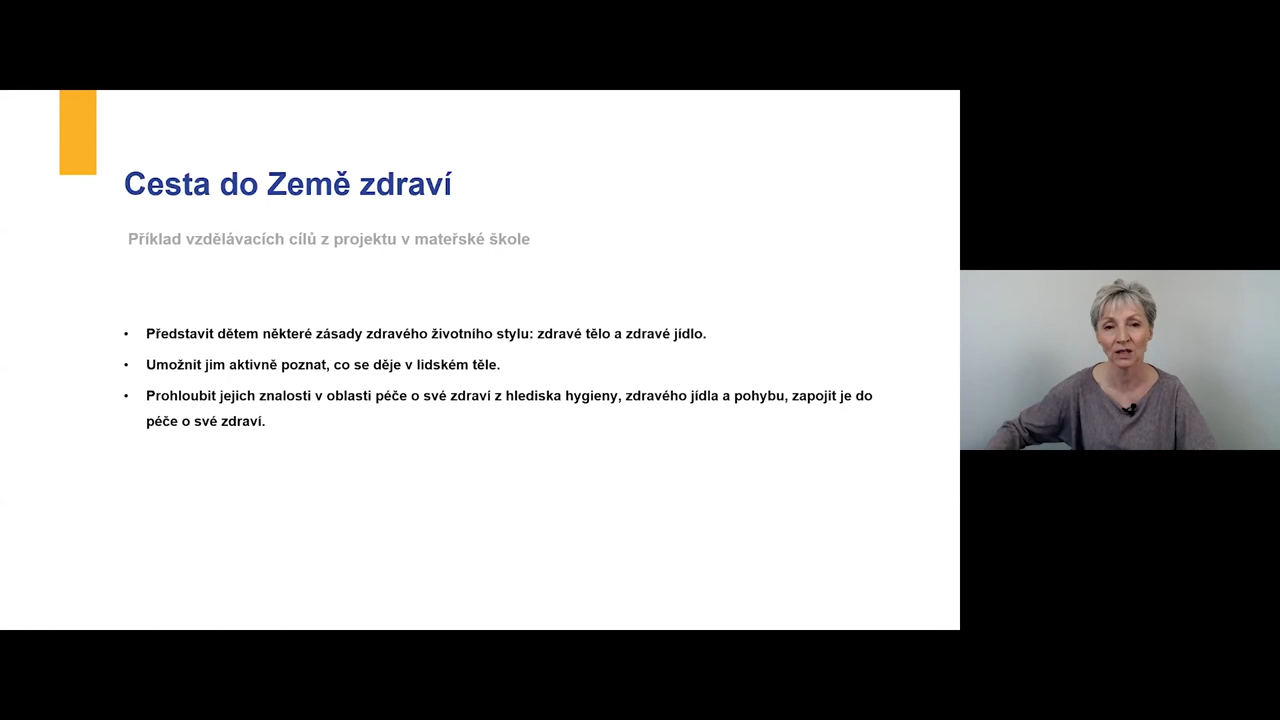 Cesta do Země zdraví
Příklad vzdělávacích cílů z projektu v mateřské škole
• Představit dětem některé zásady zdravého životního stylu: zdravé tělo a zdravé jídlo.
• Umožnit jim aktivně poznat, co se děje v lidském těle.
• Prohloubit jejich znalosti v oblasti péče o své zdraví z hlediska hygieny, zdravého jídla a pohybu, zapojit je do
péče o své zdraví.